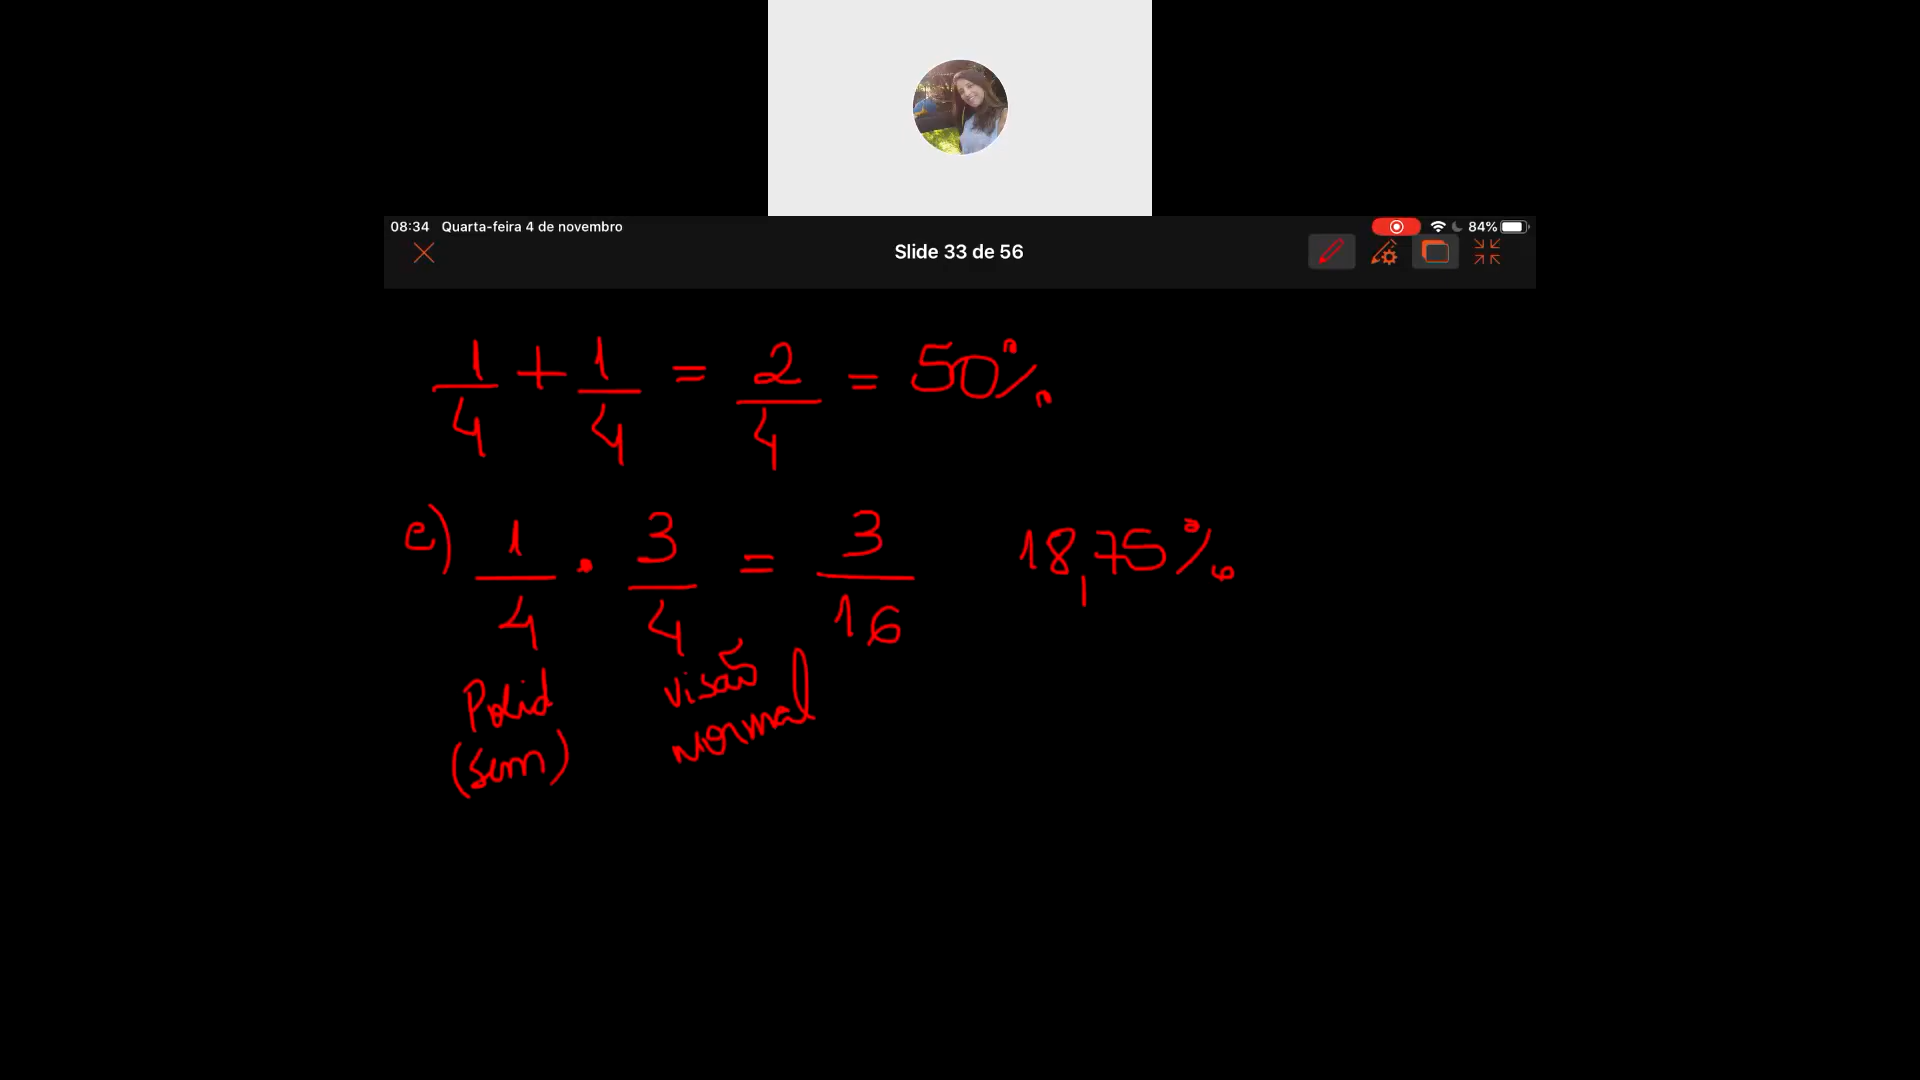 08:34 Quarta-feira 4 de novembro 84%
Slide 33 de 56
1/4 + 1/4 = 2/4 = 50%
e) 1/4 · 3/4 = 3/16 18,75%
Polid visão
(sem) normal